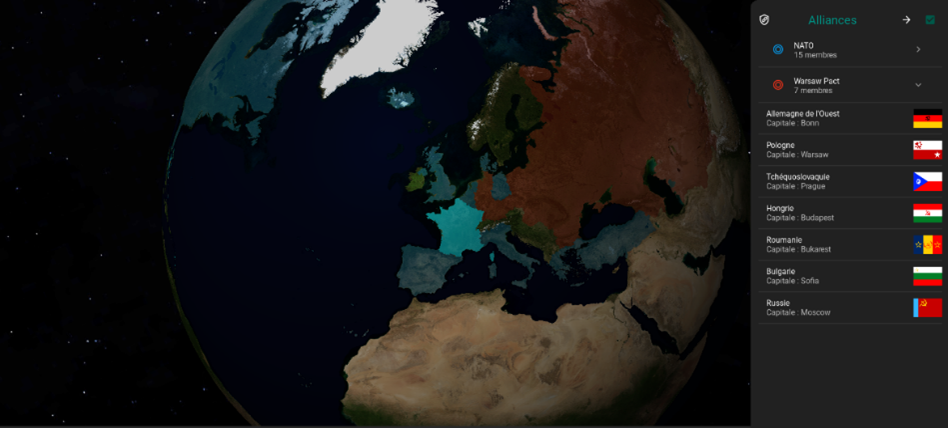 Alliances
NATO
15 membres
Warsaw Pact
7 membres
Allemagne de l'Ouest
Capitale : Bonn
Pologne
Capitale : Warsaw
Tchéquoslovaquie
Capitale : Prague
Hongrie
Capitale : Budapest
Roumanie
Capitale : Bukarest
Bulgarie
Capitale : Sofia
Russie
Capitale : Moscow